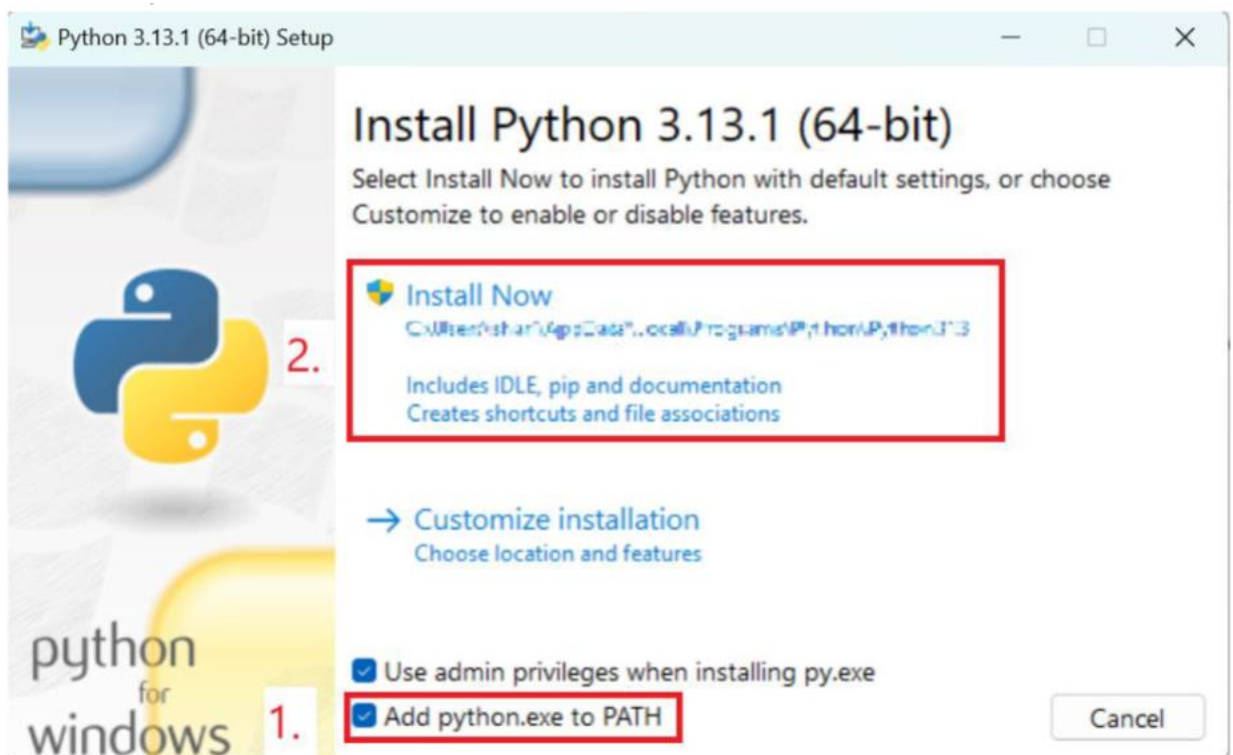 Python 3.13.1 (64-bit) Setup
Install Python 3.13.1 (64-bit)
Select Install Now to install Python with default settings, or choose
Customize to enable or disable features.
Install Now
2.
Includes IDLE, pip and documentation
Creates shortcuts and file associations
→ Customize installation
Choose location and features
python
for
windows
Use admin privileges when installing py.exe
1.
Add python.exe to PATH
Cancel